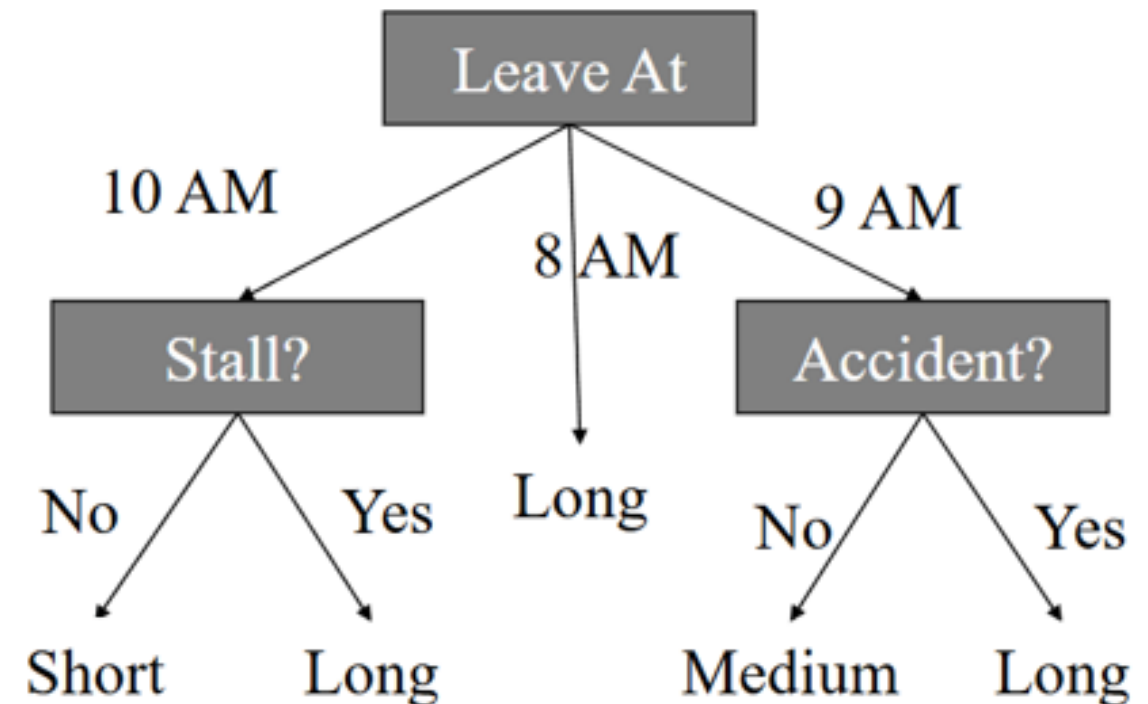 Leave At
10 AM
8 AM
9 AM
Stall?
Accident?
No
Yes
Long
No
Yes
Short
Long
Medium
Long